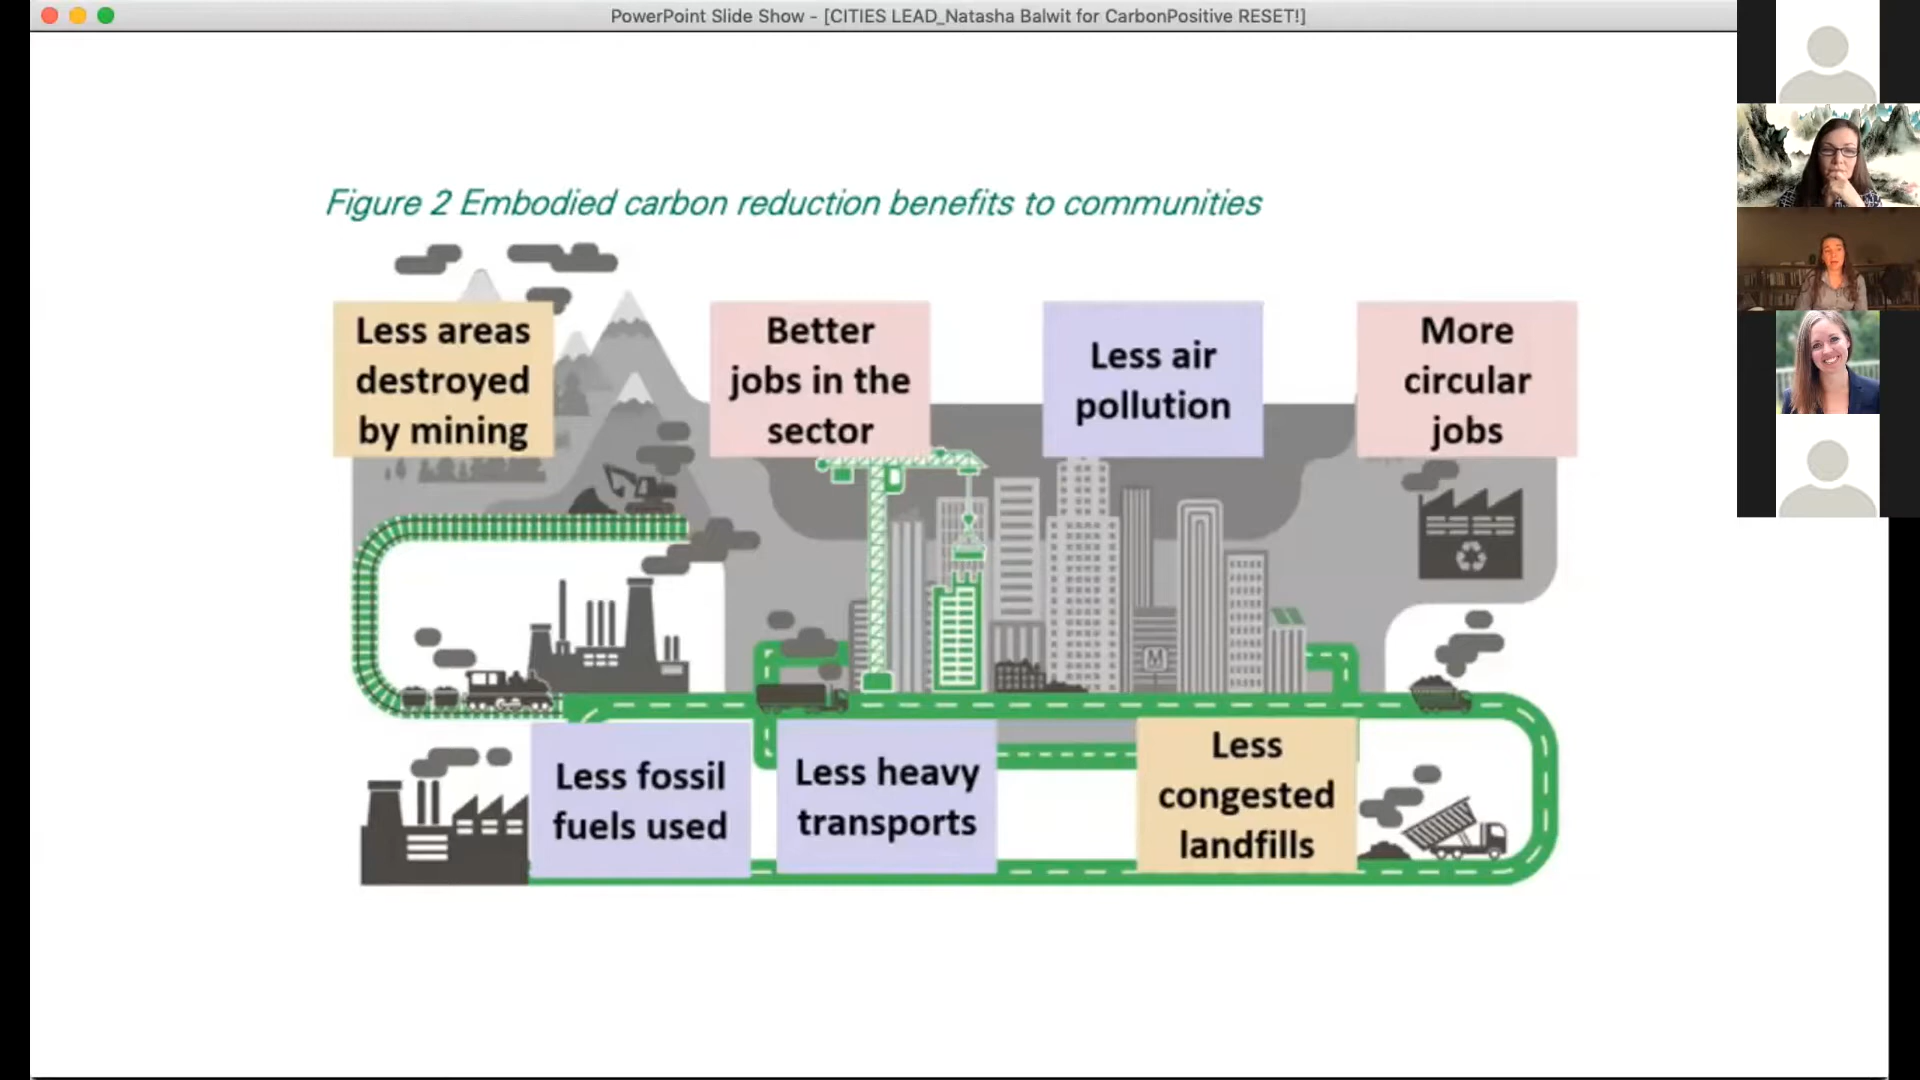 PowerPoint Slide Show - [CITIES LEAD_Natasha Balwit for CarbonPositive RESET!]
Figure 2 Embodied carbon reduction benefits to communities
Less areas
destroyed
by mining
Better
jobs in the
sector
Less air
pollution
More
circular
jobs
M
Less fossil
fuels used
Less heavy
transports
Less
congested
landfills